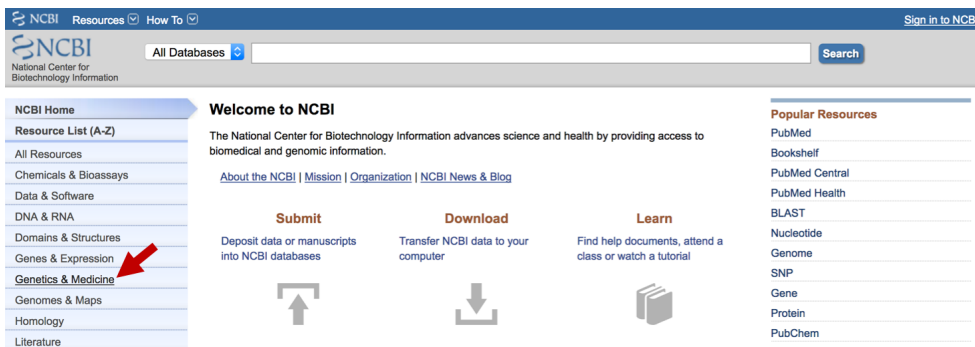 NCBI Resources How To Sign in to NCB
NCBI
National Center for
Biotechnology Information
All Databases
Search
NCBI Home
Resource List (A-Z)
All Resources
Chemicals & Bioassays
Data & Software
DNA & RNA
Domains & Structures
Genes & Expression
Genetics & Medicine
Genomes & Maps
Homology
Literature
Welcome to NCBI
The National Center for Biotechnology Information advances science and health by providing access to
biomedical and genomic information.
About the NCBI | Mission | Organization | NCBI News & Blog
Submit
Deposit data or manuscripts
into NCBI databases
Download
Transfer NCBI data to your
computer
Learn
Find help documents, attend a
class or watch a tutorial
Popular Resources
PubMed
Bookshelf
PubMed Central
PubMed Health
BLAST
Nucleotide
Genome
SNP
Gene
Protein
PubChem